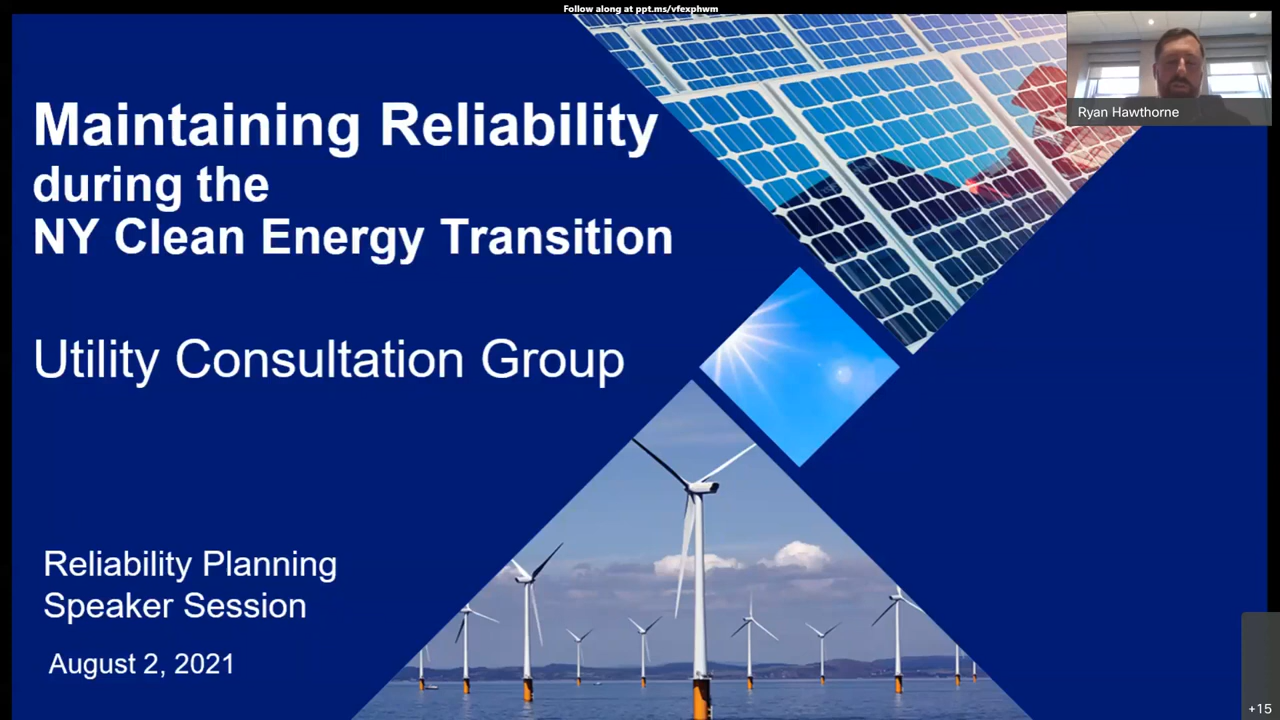 Follow along at ppt.ms/vfexphwm
Maintaining Reliability
during the
NY Clean Energy Transition
Utility Consultation Group
Reliability Planning
Speaker Session
August 2, 2021
Ryan Hawthorne
+15